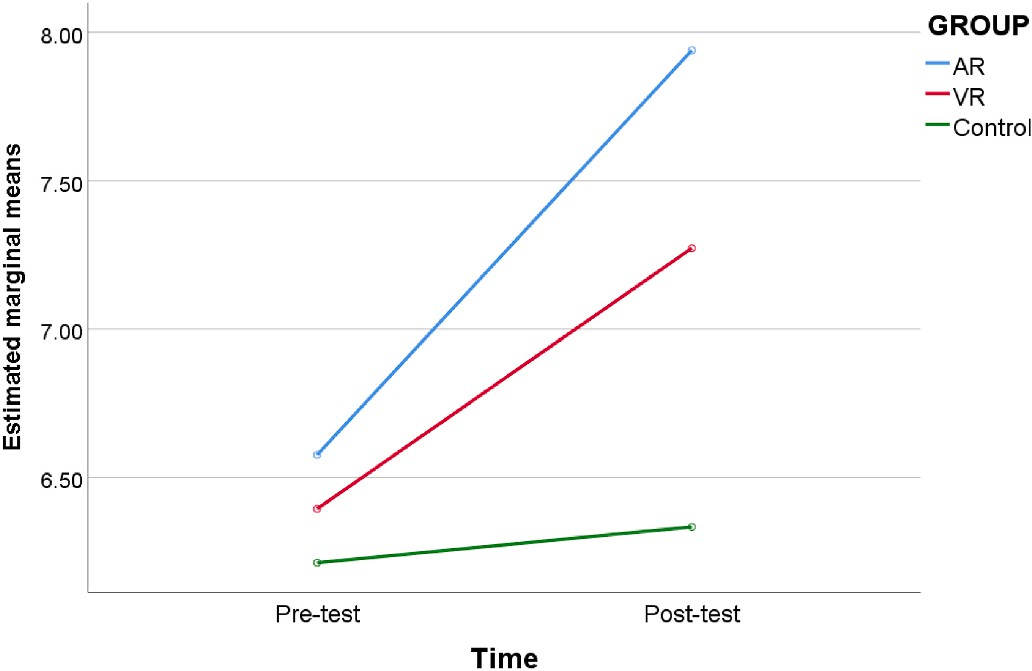 Estimated marginal means
8.00
7.50
7.00
6.50
Pre-test
Post-test
Time
GROUP
AR
VR
Control